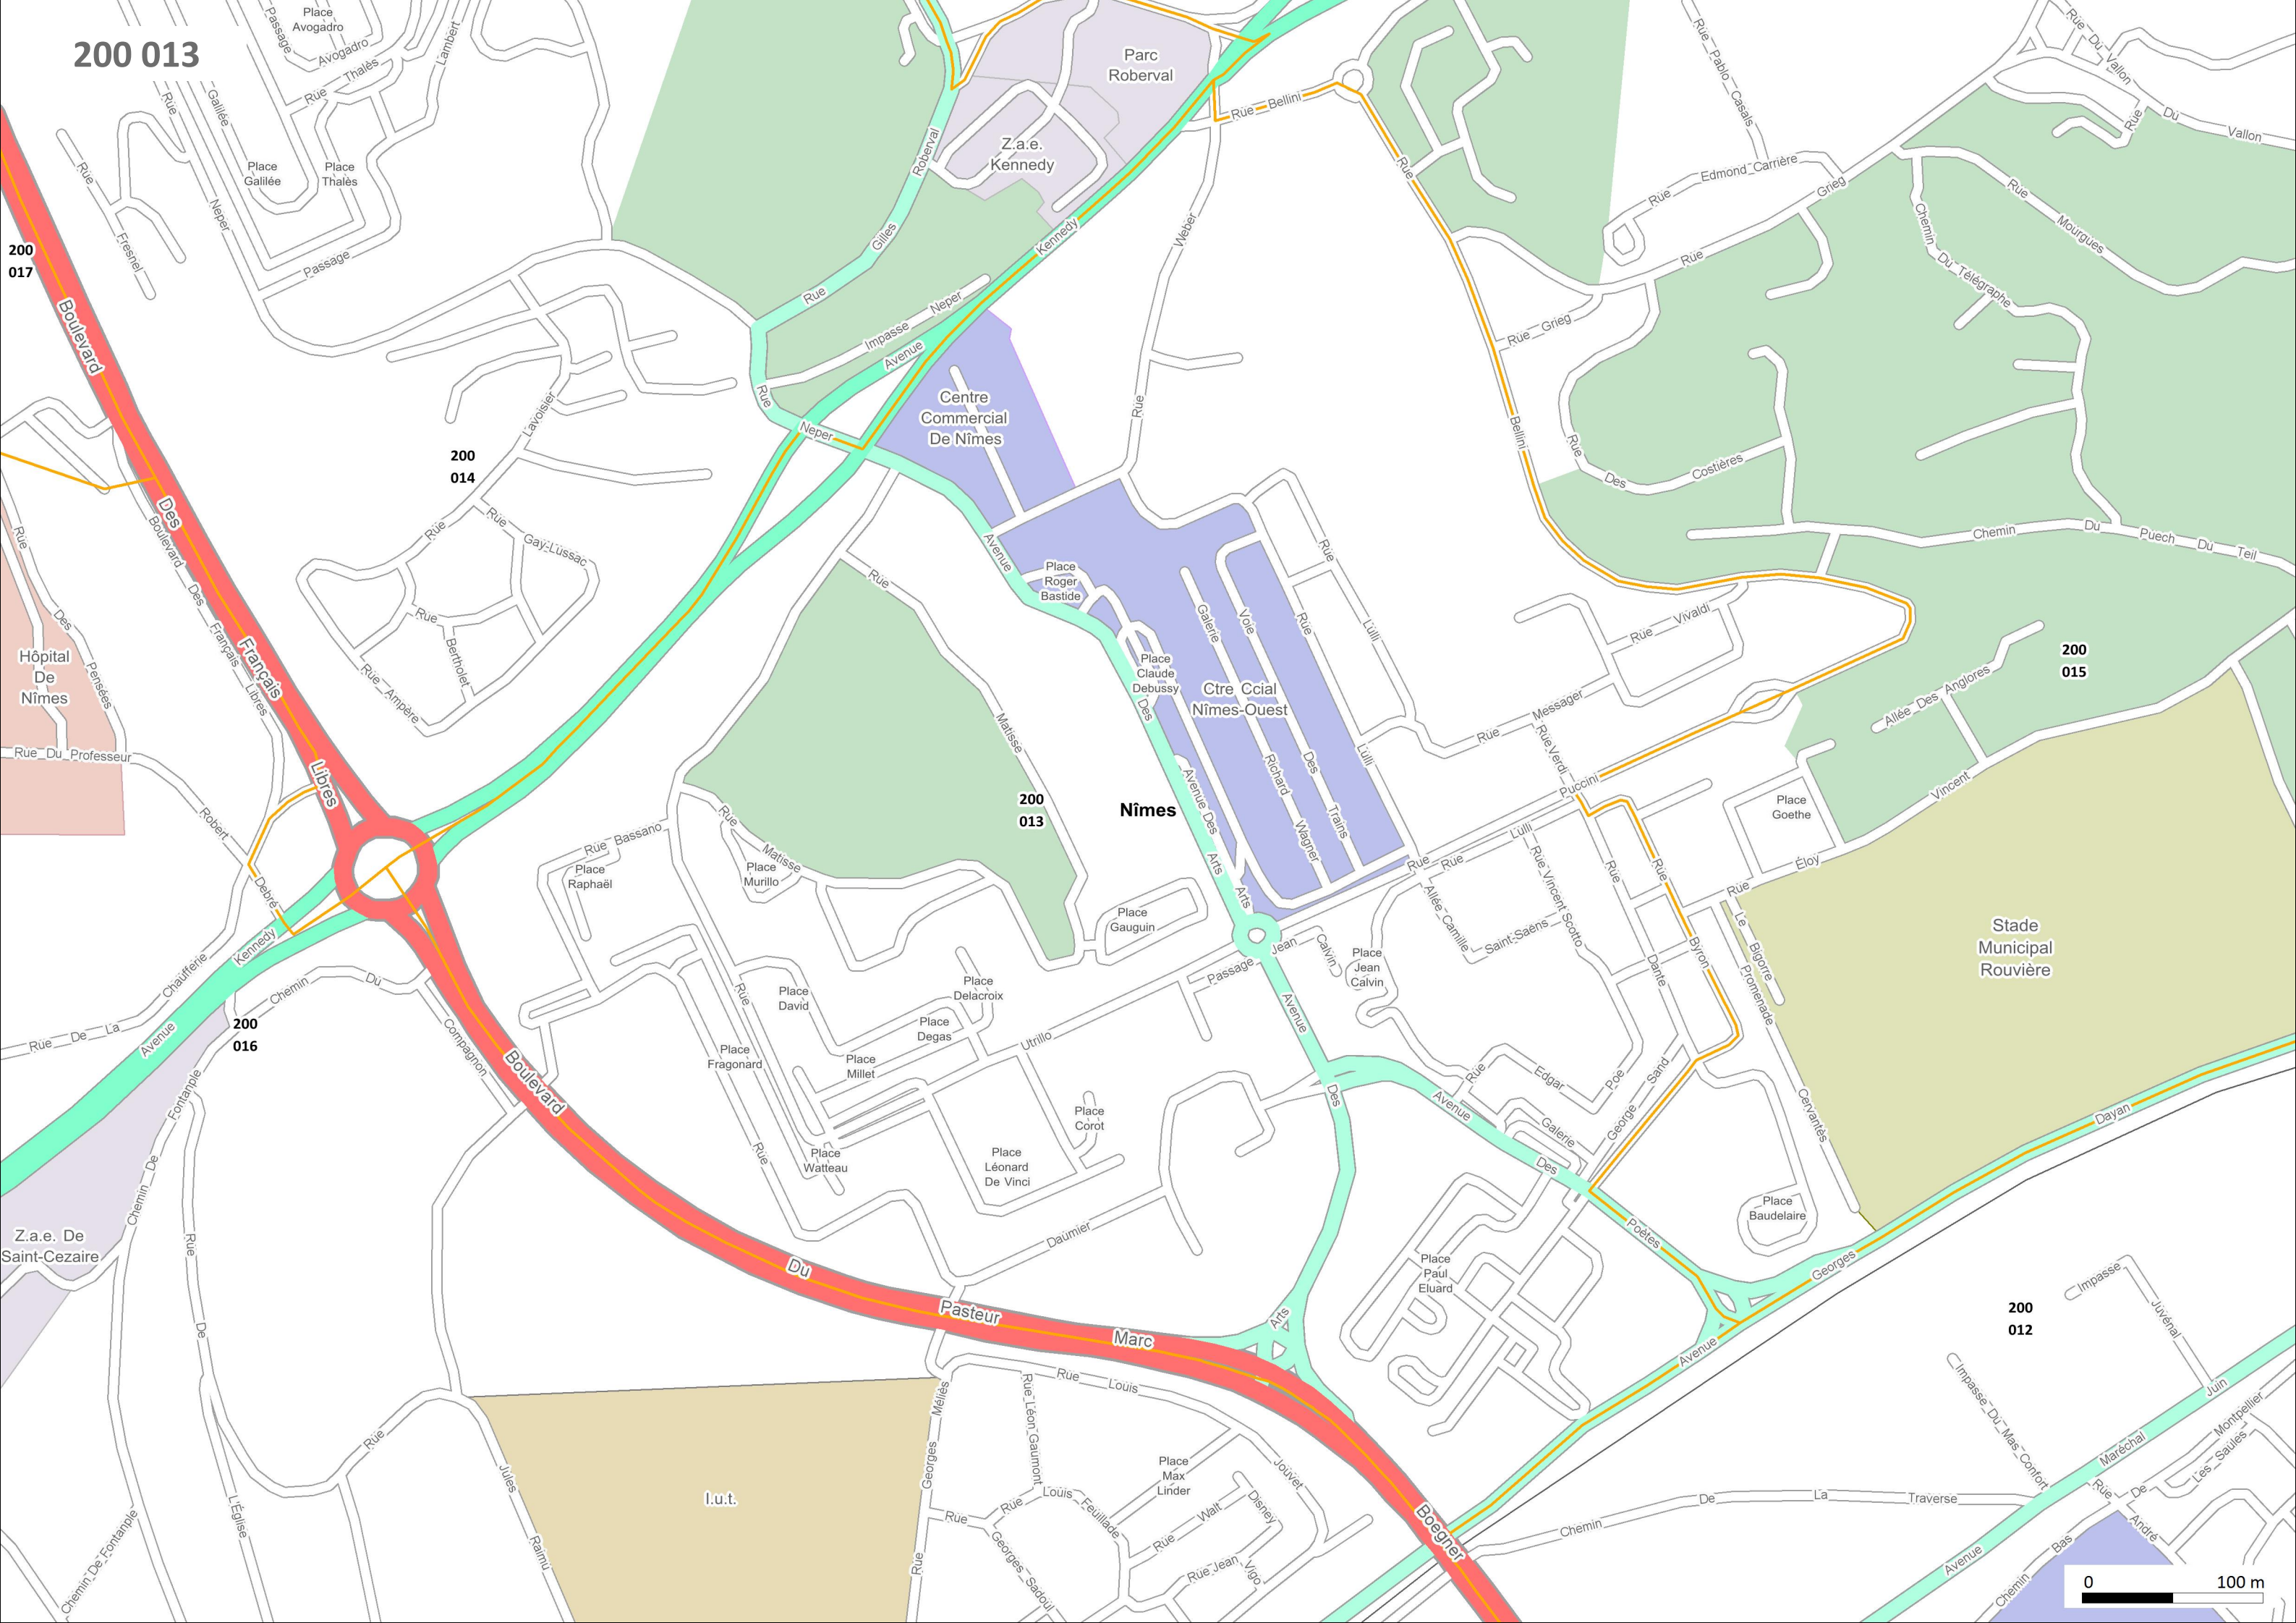 200 013
Place
Avogadro
Passage
Avogadro
Rue Thalès
Lambert
Rue
Galilée
Place
Galilée
Place
Thalès
Neper
Passage
Rue
Fresnel
200
017
Boulevard
Des
Français
Libres
Boulevard Des Français Libres
Parc
Roberval
Z.a.e.
Kennedy
Rue Gilles Roberval
Impasse Neper
Avenue Kennedy
Rue Neper
Rue Bellini
Rue Bellini
Rue Weber
Rue Pablo Casals
Rue Du Vallon
Rue Du Vallon
Rue Edmond Carrière
Rue Grieg
Rue Grieg
Rue Mourgues
Chemin Du Télégraphe
Rue Des Costières
Chemin Du Puech Du Teil
Centre
Commercial
De Nîmes
200
014
Rue Lavoisier
Rue Gay-Lussac
Rue Bertholet
Rue Ampère
Rue Des Pensées
Hôpital
De
Nîmes
Rue Du Professeur
Robert
Debré
Avenue Des Arts
Place
Roger
Bastide
Place
Claude
Debussy
Ctre Ccial
Nîmes-Ouest
Galerie Richard Wagner
Voie Des Trains
Rue Lulli
Rue Lulli
Rue Lulli
Rue Vivaldi
Rue Messager
Rue Verdi
Rue Puccini
Allée Des Anglores
200
015
Rue Éloy Vincent
Place
Goethe
Stade
Municipal
Rouvière
Rue Matisse
Rue Matisse
200
013
Nîmes
Avenue Des Arts
Rue Bassano
Place
Raphaël
Place
Murillo
Place
Gauguin
Passage Jean Calvin
Place
Jean
Calvin
Allée Camille Saint-Saëns
Rue Vincent Scotto
Rue Dante
Rue Byron
Le Bigorre
Promenade Cervantès
Avenue Kennedy
Rue De La Chaufferie
Chemin Du Compagnon
200
016
Chemin De Fontanple
Rue De L'Église
Z.a.e. De
Saint-Cezaire
Chemin De Fontanple
Rue
Place
David
Place
Delacroix
Place
Degas
Place
Millet
Place
Fragonard
Rue Utrillo
Place
Watteau
Place
Corot
Place
Léonard
De Vinci
Daumier
Avenue Des Arts
Avenue Des Poètes
Rue Edgar Poe
Galerie George Sand
Place
Baudelaire
Place
Paul
Eluard
Avenue Georges Dayan
Boulevard
Du
Pasteur
Marc
Boegner
Rue Jules Raimu
I.u.t.
Rue Georges Méliès
Rue Léon Gaumont
Rue Louis Jouvet
Rue Louis Feuillade
Rue Georges Sadoul
Place
Max
Linder
Rue Walt Disney
Rue Jean Vigo
Chemin De La Traverse
Impasse Juvénal
200
012
Impasse Du Mas Confort
Avenue Maréchal Juin
Rue André
Chemin Bas De Montpellier
Les Saules
0 100 m